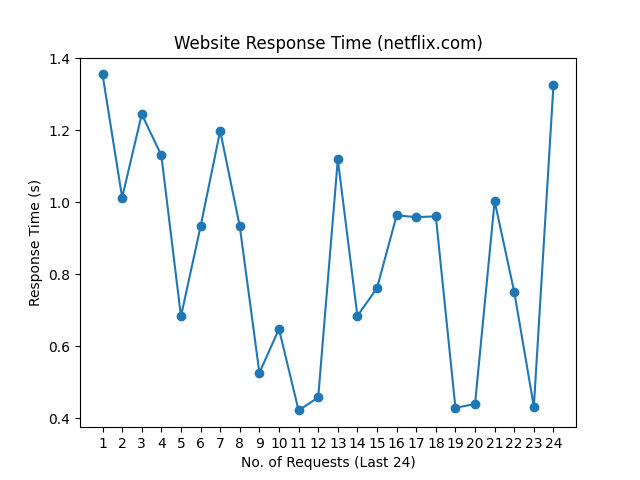 Website Response Time (netflix.com)
1.4
1.2
1.0
0.8
0.6
0.4
Response Time (s)
1 2 3 4 5 6 7 8 9 10 11 12 13 14 15 16 17 18 19 20 21 22 23 24
No. of Requests (Last 24)